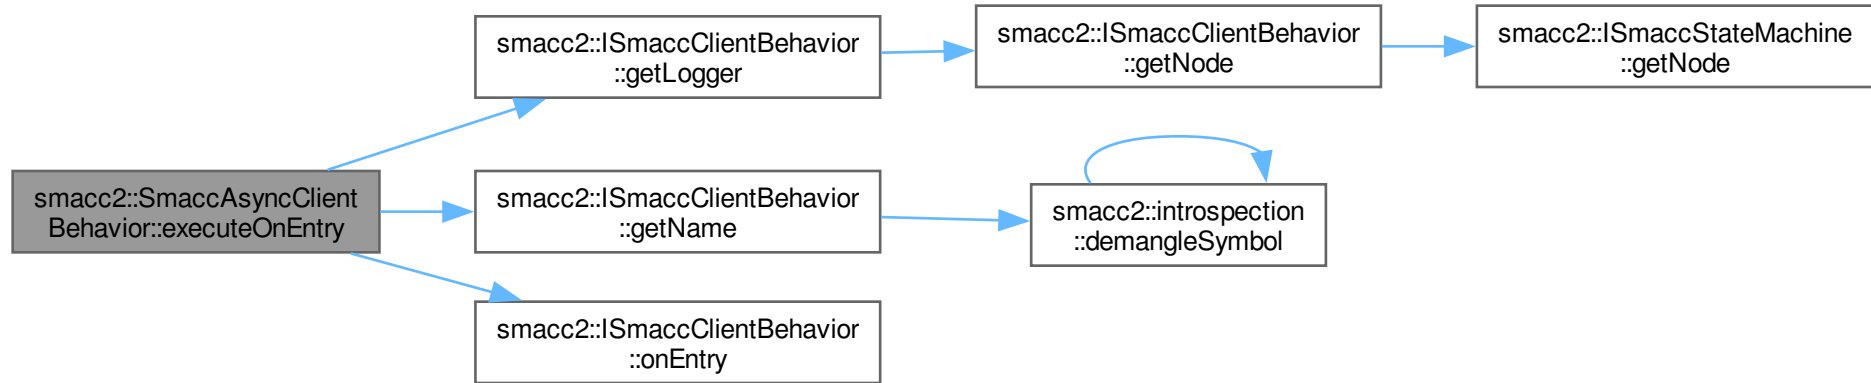 smacc2::SmaccAsyncClient
Behavior::executeOnEntry
smacc2::ISmaccClientBehavior
::getLogger
smacc2::ISmaccClientBehavior
::getNode
smacc2::ISmaccStateMachine
::getNode
smacc2::ISmaccClientBehavior
::getName
smacc2::introspection
::demangleSymbol
smacc2::ISmaccClientBehavior
::onEntry